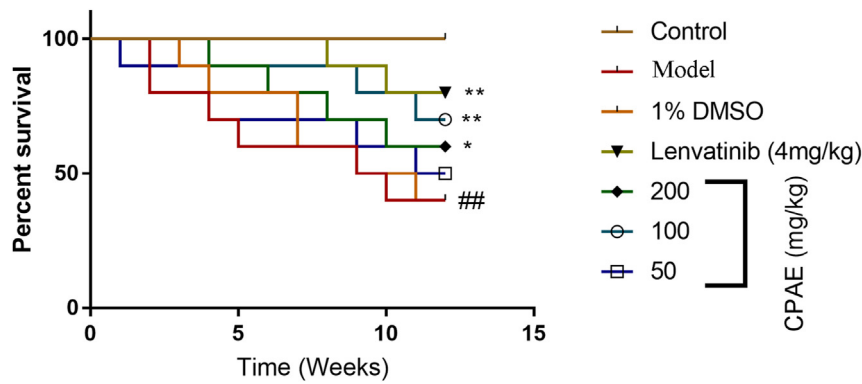 Percent survival
100
50
0
0 5 10 15
Time (Weeks)
**
**
*
##
Control
Model
1% DMSO
Lenvatinib (4mg/kg)
200
100
50
CPAE (mg/kg)